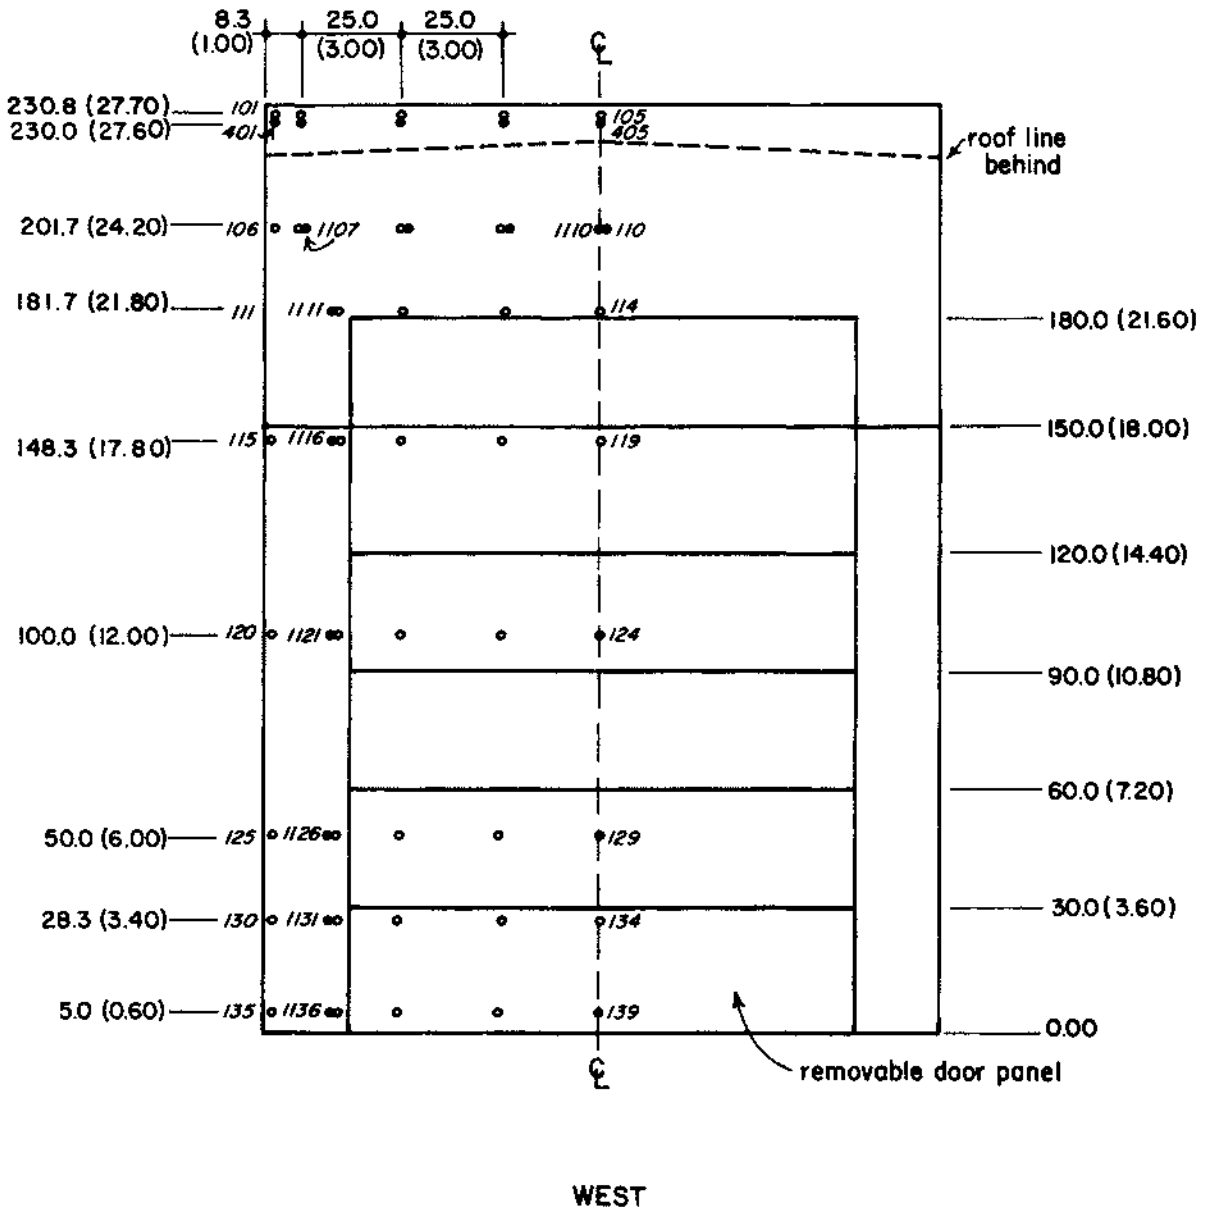 8.3 25.0 25.0
(1.00) (3.00) (3.00)
℄
230.8 (27.70) 101 105
230.0 (27.60) 401 405
roof line
behind
201.7 (24.20) 106 1107 1110 110
181.7 (21.80) 111 1111 114
180.0 (21.60)
150.0 (18.00)
148.3 (17.80) 115 1116 119
120.0 (14.40)
100.0 (12.00) 120 1121 124
90.0 (10.80)
60.0 (7.20)
50.0 (6.00) 125 1126 129
30.0 (3.60)
28.3 (3.40) 130 1131 134
5.0 (0.60) 135 1136 139
0.00
℄
removable door panel
WEST